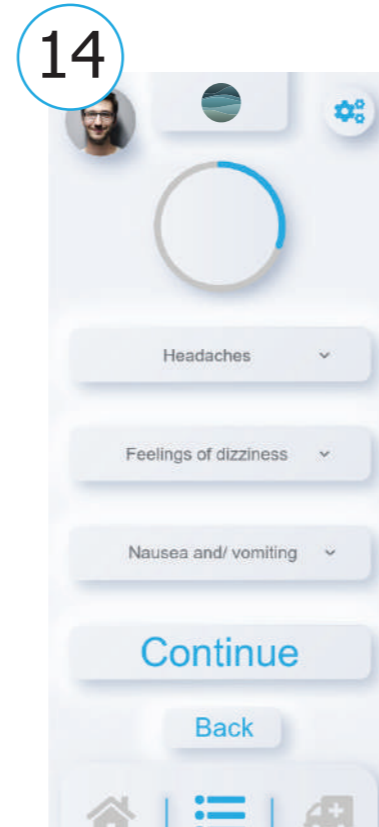 14
Headaches
Feelings of dizziness
Nausea and/ vomiting
Continue
Back